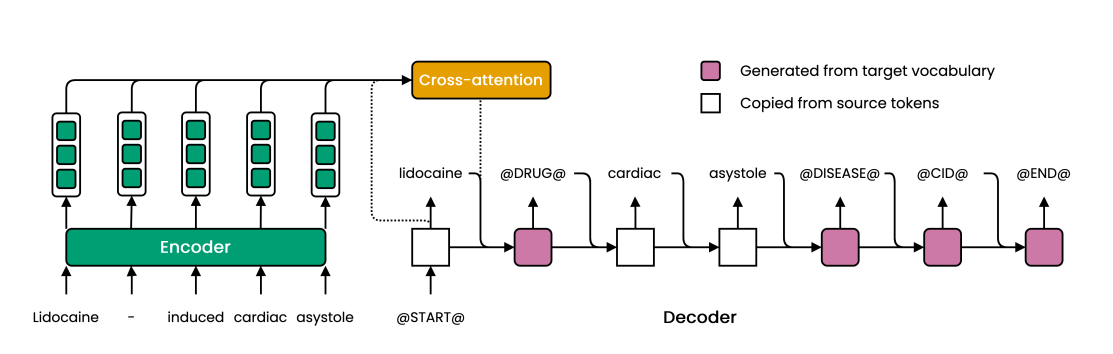 Cross-attention
Generated from target vocabulary
Copied from source tokens
lidocaine @DRUG@ cardiac asystole @DISEASE@ @CID@ @END@
Encoder
Lidocaine - induced cardiac asystole @START@ Decoder